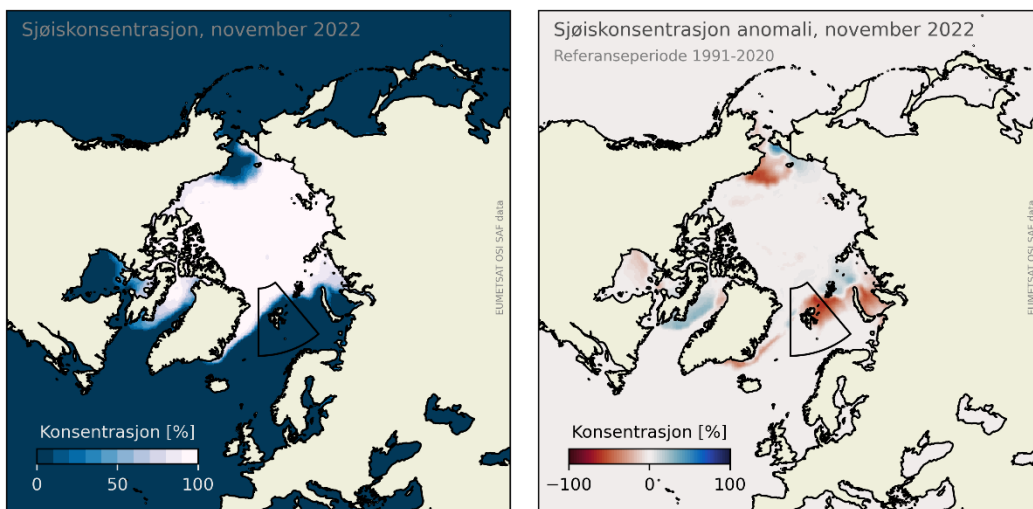 Sjøiskonsentrasjon, november 2022
Konsentrasjon [%]
0 50 100
EUMETSAT OSI SAF data
Sjøiskonsentrasjon anomali, november 2022
Referanseperiode 1991-2020
Konsentrasjon [%]
−100 0 100
EUMETSAT OSI SAF data